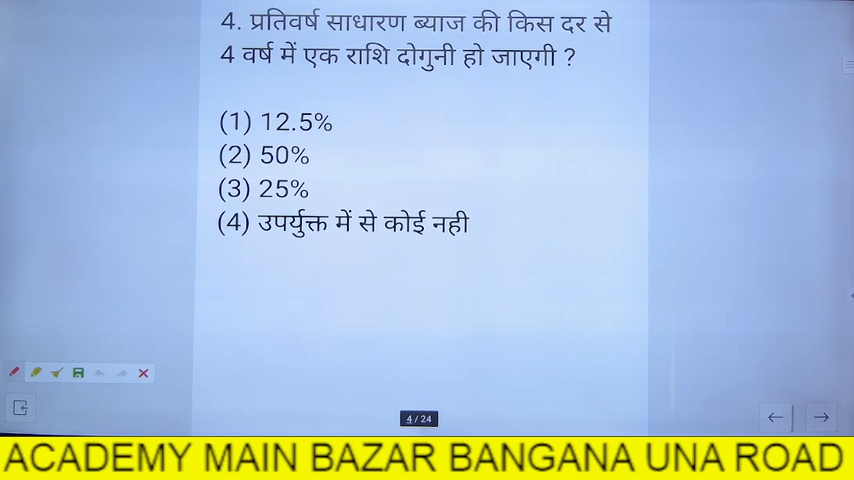 4. प्रतिवर्ष साधारण ब्याज की किस दर से
4 वर्ष में एक राशि दोगुनी हो जाएगी ?
(1) 12.5%
(2) 50%
(3) 25%
(4) उपर्युक्त में से कोई नही
4 / 24
ACADEMY MAIN BAZAR BANGANA UNA ROAD